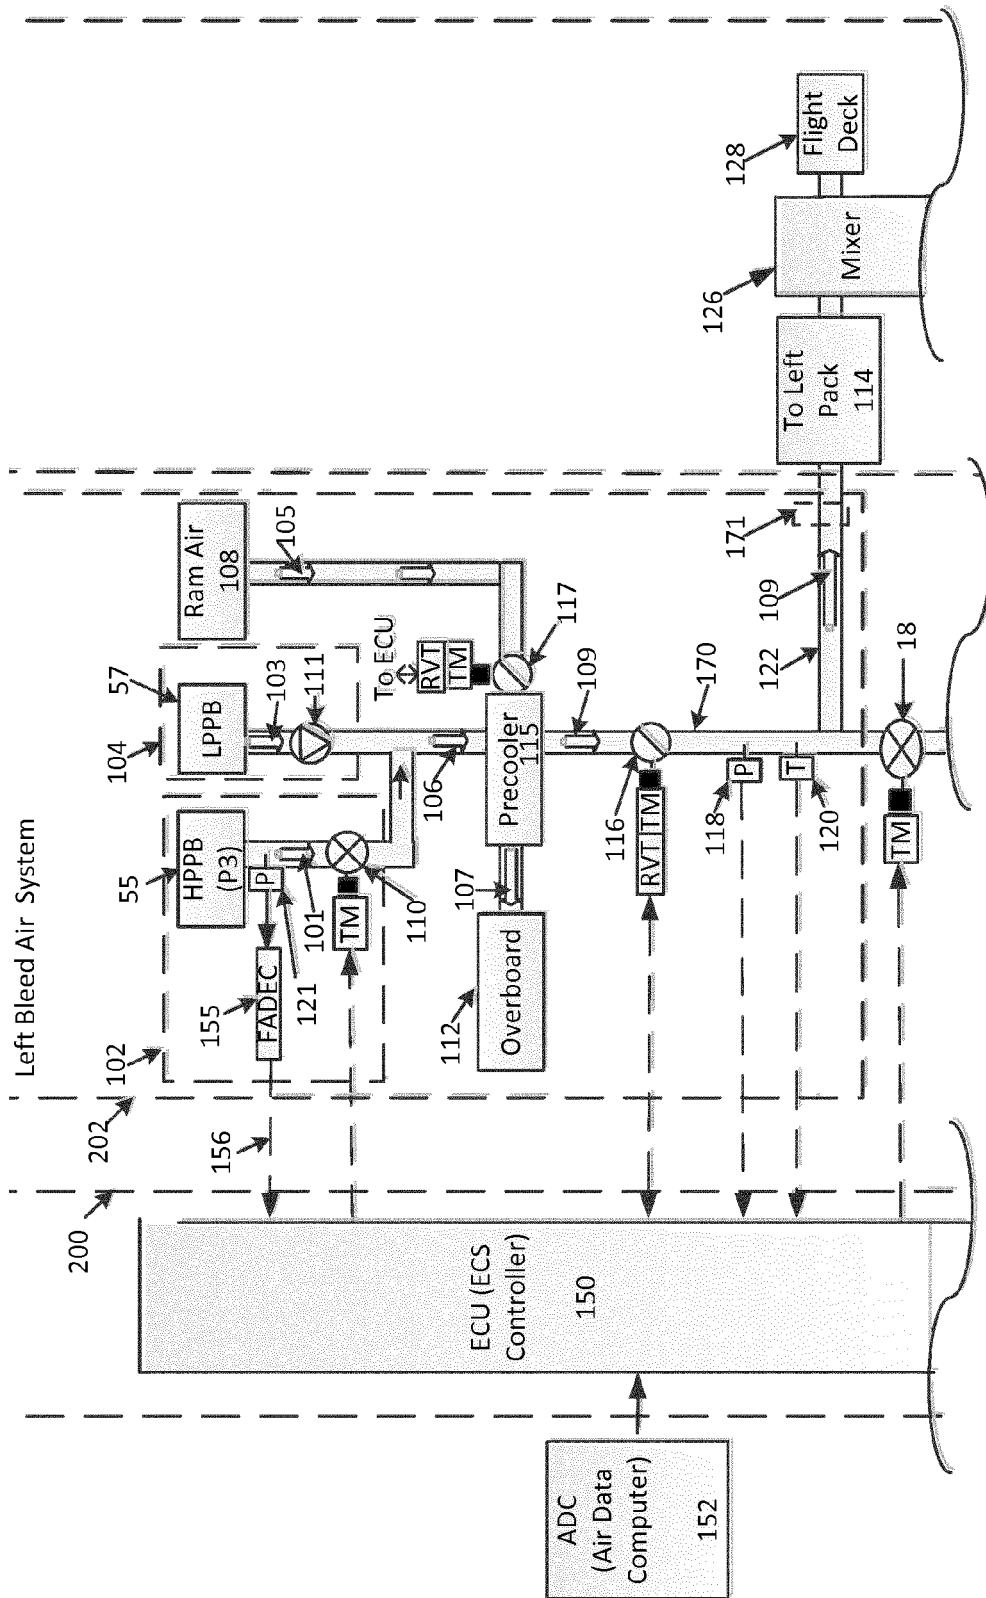 Left Bleed Air System
200
202
102
104
55
57
HPPB
(P3)
LPPB
Ram Air
108
P
101
103
105
155
FADEC
121
111
156
TM
110
To ECU
RVT
TM
117
106
112
Overboard
107
Precooler
115
109
116
RVT
TM
170
118
P
120
T
122
109
171
TM
18
ECU (ECS
Controller)
150
ADC
(Air Data
Computer)
152
To Left
Pack
114
126
Mixer
128
Flight
Deck